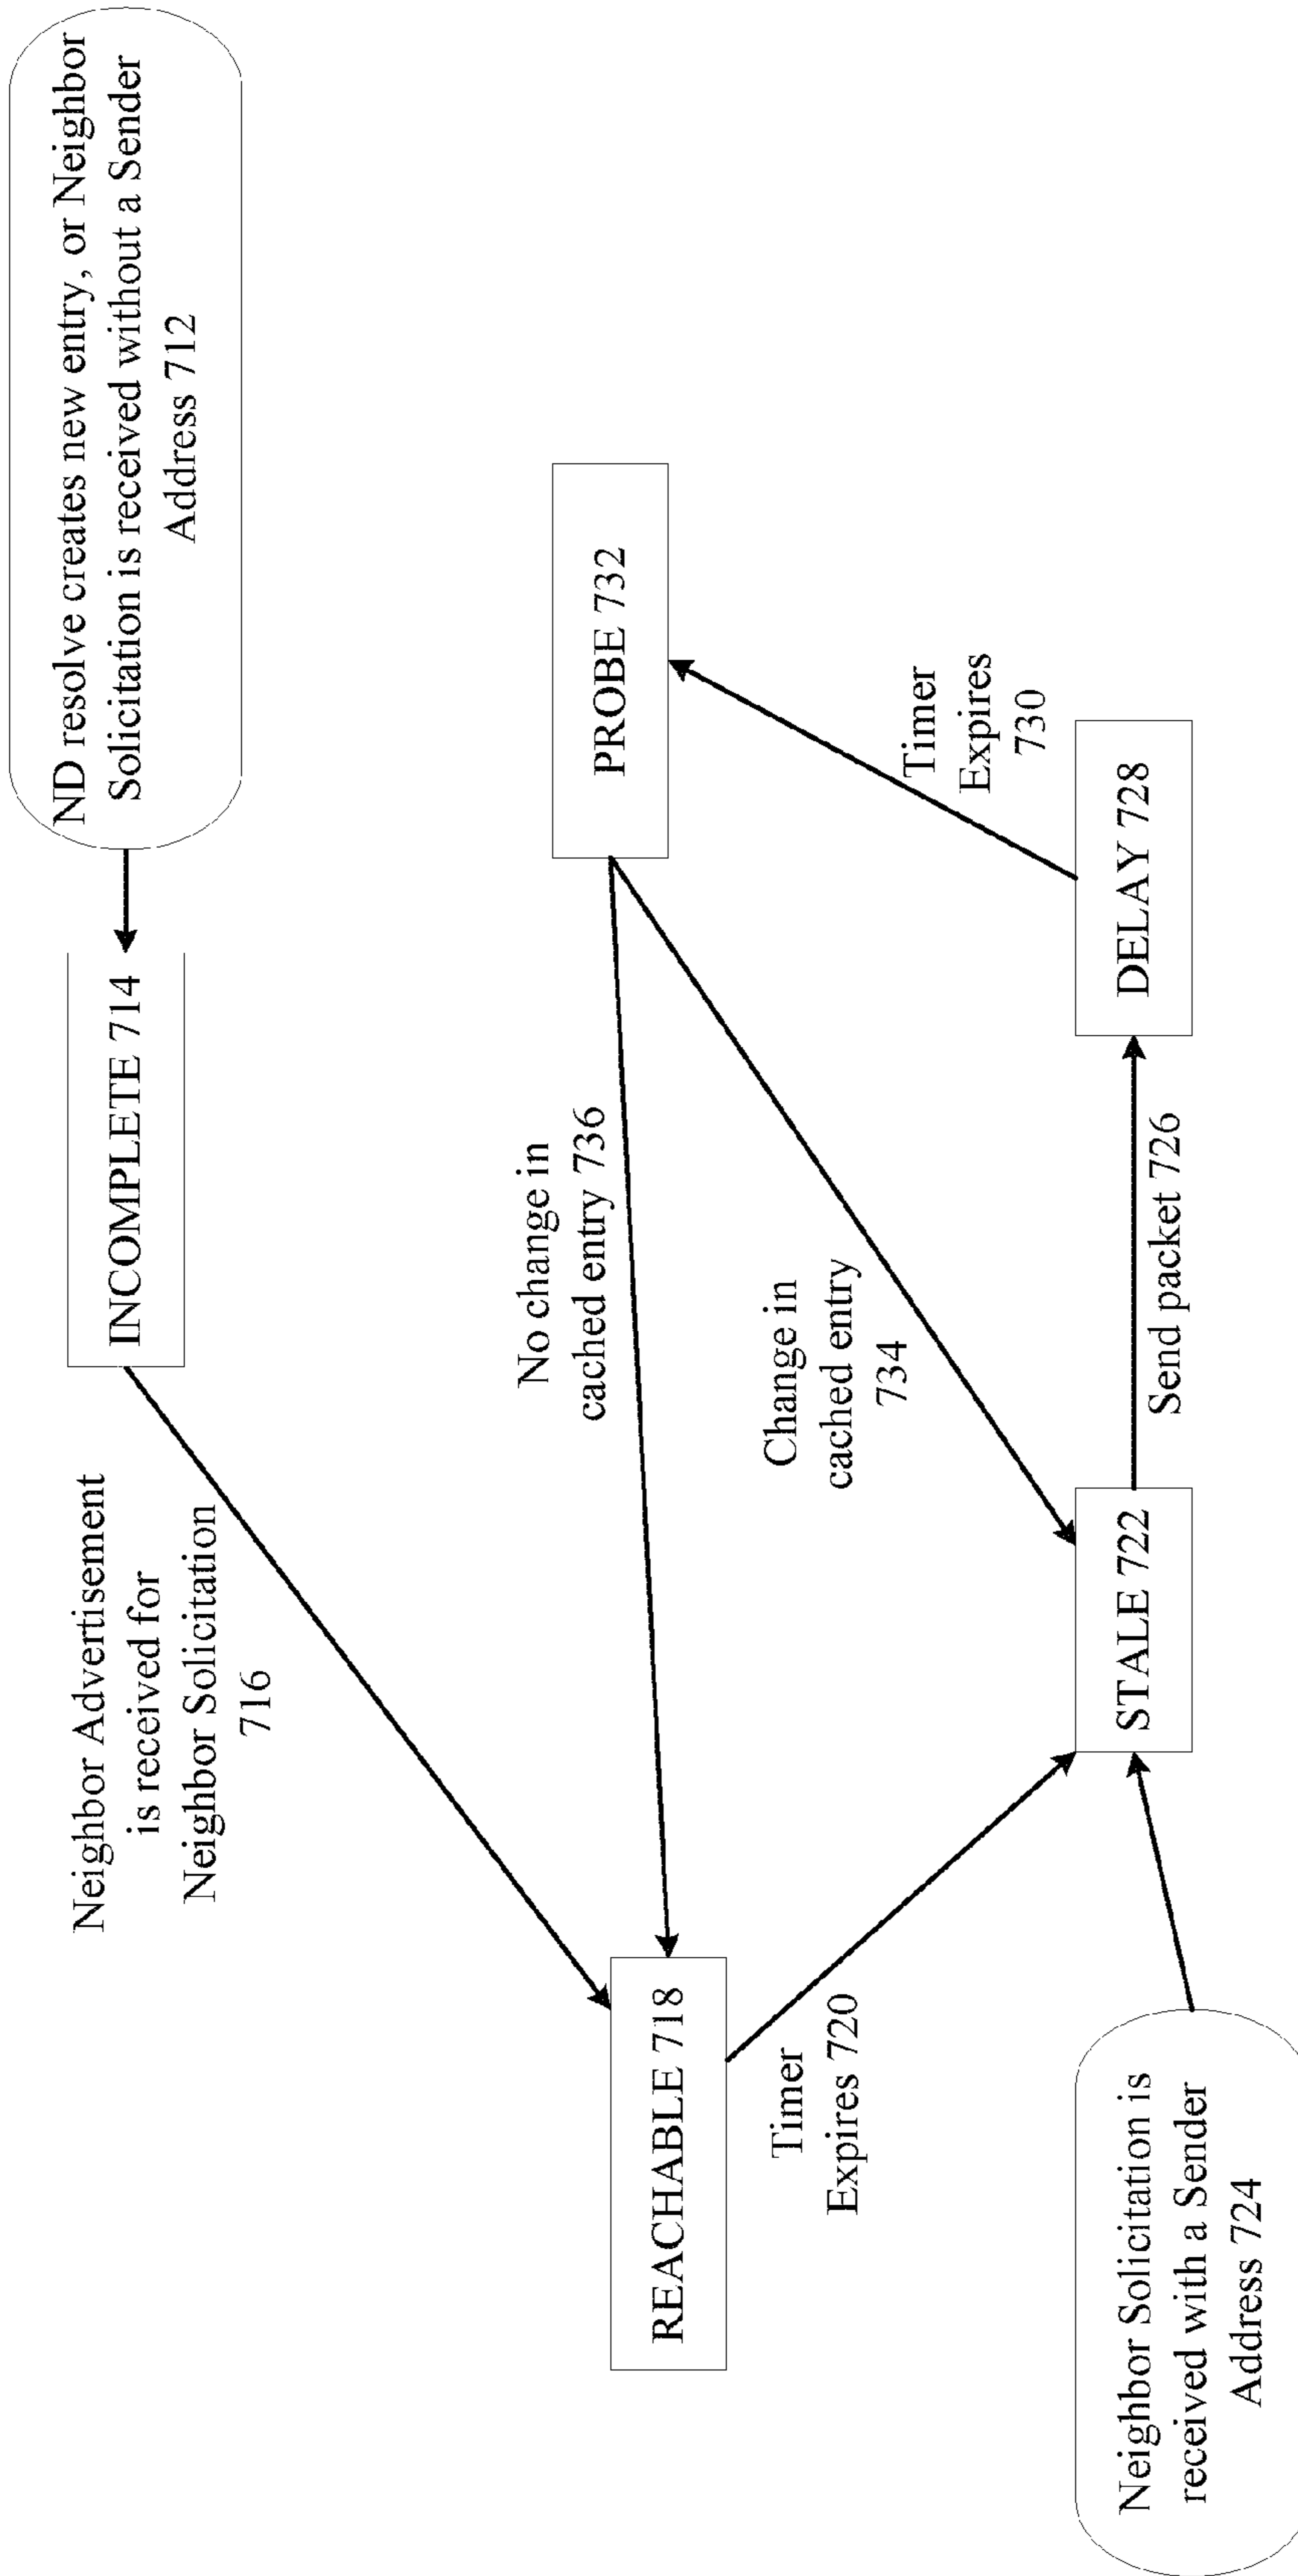 ND resolve creates new entry, or Neighbor
Solicitation is received without a Sender
Address 712
INCOMPLETE 714
Neighbor Advertisement
is received for
Neighbor Solicitation
716
No change in
cached entry 736
PROBE 732
REACHABLE 718
Change in
cached entry
734
Timer
Expires
730
Timer
Expires 720
Neighbor Solicitation is
received with a Sender
Address 724
STALE 722
Send packet 726
DELAY 728